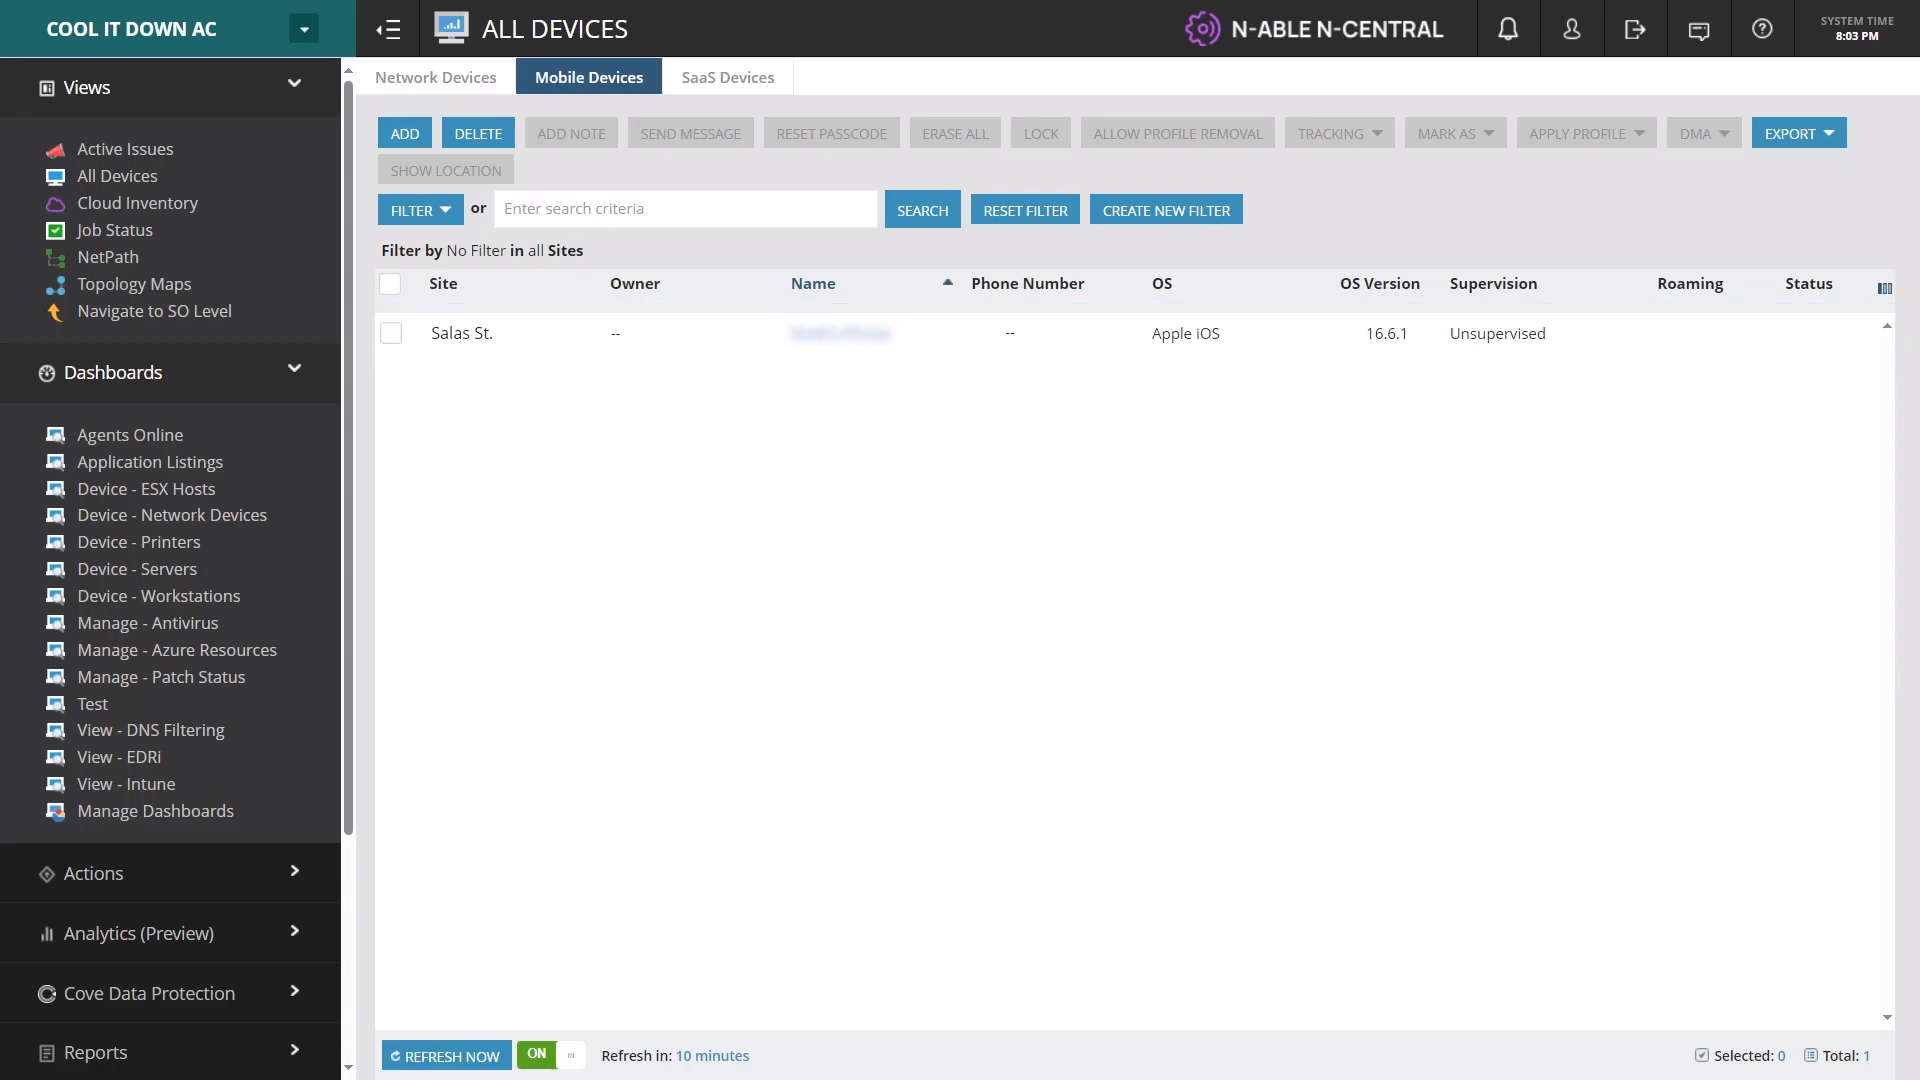 COOL IT DOWN AC
ALL DEVICES
N-ABLE N-CENTRAL
SYSTEM TIME
8:03 PM
Views
Active Issues
All Devices
Cloud Inventory
Job Status
NetPath
Topology Maps
Navigate to SO Level
Dashboards
Agents Online
Application Listings
Device - ESX Hosts
Device - Network Devices
Device - Printers
Device - Servers
Device - Workstations
Manage - Antivirus
Manage - Azure Resources
Manage - Patch Status
Test
View - DNS Filtering
View - EDRi
View - Intune
Manage Dashboards
Actions
Analytics (Preview)
Cove Data Protection
Reports
Network Devices Mobile Devices SaaS Devices
ADD DELETE ADD NOTE SEND MESSAGE RESET PASSCODE ERASE ALL LOCK ALLOW PROFILE REMOVAL TRACKING MARK AS APPLY PROFILE DMA EXPORT
SHOW LOCATION
FILTER or Enter search criteria SEARCH RESET FILTER CREATE NEW FILTER
Filter by No Filter in all Sites
Site Owner Name Phone Number OS OS Version Supervision Roaming Status
Salas St. -- -- Apple iOS 16.6.1 Unsupervised
REFRESH NOW ON Refresh in: 10 minutes Selected: 0 Total: 1